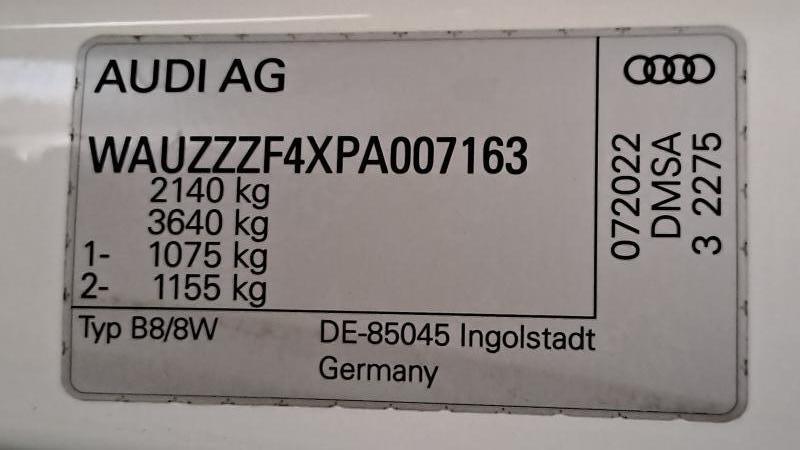 AUDI AG
WAUZZZF4XPA007163
2140 kg
3640 kg
1- 1075 kg
2- 1155 kg
Typ B8/8W
DE-85045 Ingolstadt
Germany
072022
DMSA
3 2275